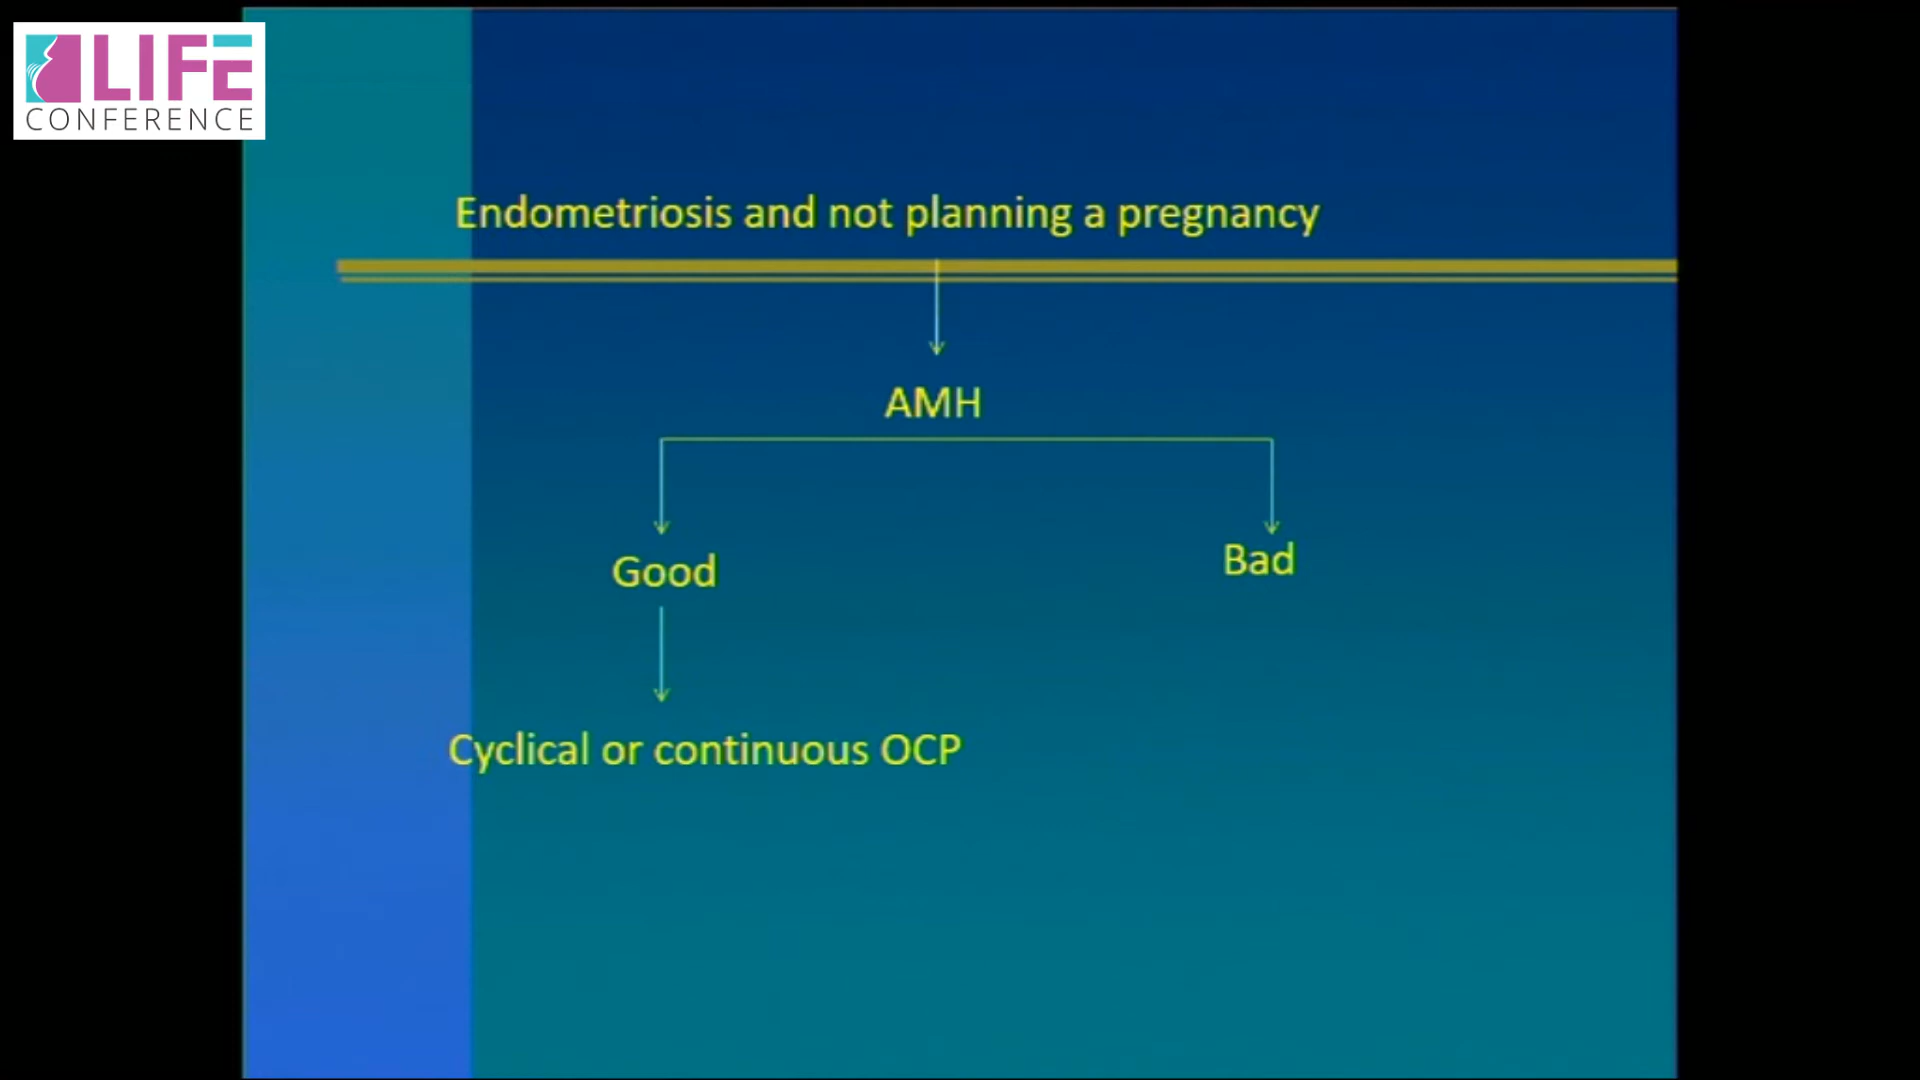 LIFE
CONFERENCE
Endometriosis and not planning a pregnancy
AMH
Good
Bad
Cyclical or continuous OCP